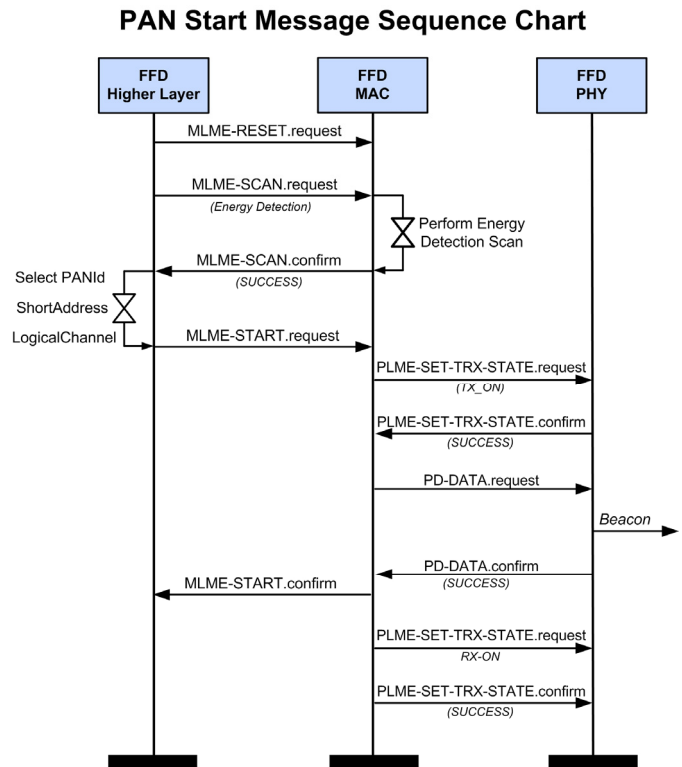 PAN Start Message Sequence Chart
FFD
Higher Layer
FFD
MAC
FFD
PHY
MLME-RESET.request
MLME-SCAN.request
(Energy Detection)
Perform Energy
Detection Scan
MLME-SCAN.confirm
(SUCCESS)
Select PANId
ShortAddress
LogicalChannel
MLME-START.request
PLME-SET-TRX-STATE.request
(TX_ON)
PLME-SET-TRX-STATE.confirm
(SUCCESS)
PD-DATA.request
Beacon
PD-DATA.confirm
(SUCCESS)
MLME-START.confirm
PLME-SET-TRX-STATE.request
RX-ON
PLME-SET-TRX-STATE.confirm
(SUCCESS)